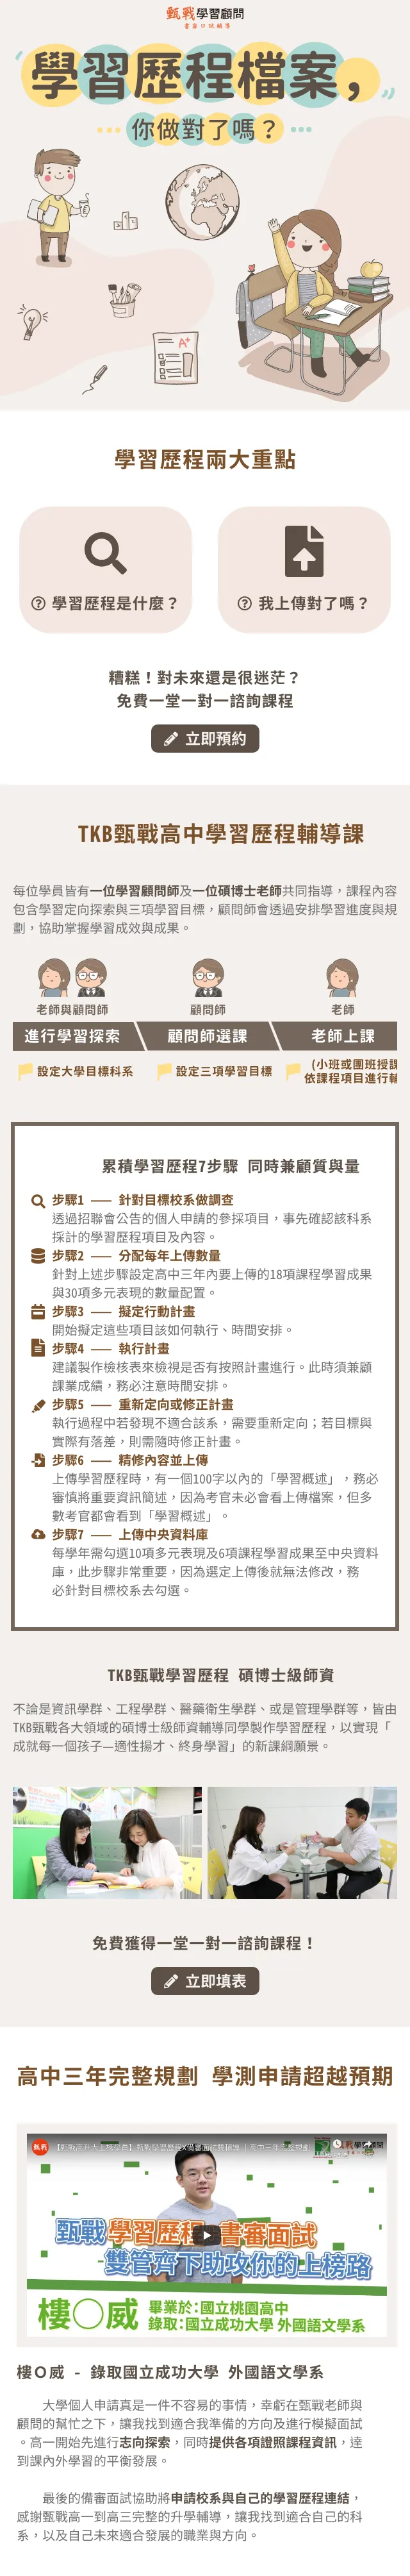 甄戰學習顧問
書審口試輔導
學習歷程檔案，
你做對了嗎？
A+
學習歷程兩大重點
學習歷程是什麼？
我上傳對了嗎？
糟糕！對未來還是很迷茫？
免費一堂一對一諮詢課程
立即預約
TKB甄戰高中學習歷程輔導課
每位學員皆有一位學習顧問師及一位碩博士老師共同指導，課程內容
包含學習定向探索與三項學習目標，顧問師會透過安排學習進度與規
劃，協助掌握學習成效與成果。
老師與顧問師
顧問師
老師
進行學習探索
顧問師選課
老師上課
設定大學目標科系
設定三項學習目標
(小班或團班授課
依課程項目進行輔
累積學習歷程7步驟 同時兼顧質與量
步驟1 —— 針對目標校系做調查
透過招聯會公告的個人申請的參採項目，事先確認該科系
採計的學習歷程項目及內容。
步驟2 —— 分配每年上傳數量
針對上述步驟設定高中三年內要上傳的18項課程學習成果
與30項多元表現的數量配置。
步驟3 —— 擬定行動計畫
開始擬定這些項目該如何執行、時間安排。
步驟4 —— 執行計畫
建議製作檢核表來檢視是否有按照計畫進行。此時須兼顧
課業成績，務必注意時間安排。
步驟5 —— 重新定向或修正計畫
執行過程中若發現不適合該系，需要重新定向；若目標與
實際有落差，則需隨時修正計畫。
步驟6 —— 精修內容並上傳
上傳學習歷程時，有一個100字以內的「學習概述」，務必
審慎將重要資訊簡述，因為考官未必會看上傳檔案，但多
數考官都會看到「學習概述」。
步驟7 —— 上傳中央資料庫
每學年需勾選10項多元表現及6項課程學習成果至中央資料
庫，此步驟非常重要，因為選定上傳後就無法修改，務
必針對目標校系去勾選。
TKB甄戰學習歷程 碩博士級師資
不論是資訊學群、工程學群、醫藥衛生學群、或是管理學群等，皆由
TKB甄戰各大領域的碩博士級師資輔導同學製作學習歷程，以實現「
成就每一個孩子—適性揚才、終身學習」的新課綱願景。
免費獲得一堂一對一諮詢課程！
立即填表
高中三年完整規劃 學測申請超越預期
甄戰
甄戰學習歷程、書審面試
雙管齊下助攻你的上榜路
樓〇威
畢業於：國立桃園高中
錄取：國立成功大學 外國語文學系
樓Ｏ威 - 錄取國立成功大學 外國語文學系
大學個人申請真是一件不容易的事情，幸虧在甄戰老師與
顧問的幫忙之下，讓我找到適合我準備的方向及進行模擬面試
。高一開始先進行志向探索，同時提供各項證照課程資訊，達
到課內外學習的平衡發展。
最後的備審面試協助將申請校系與自己的學習歷程連結，
感謝甄戰高一到高三完整的升學輔導，讓我找到適合自己的科
系，以及自己未來適合發展的職業與方向。